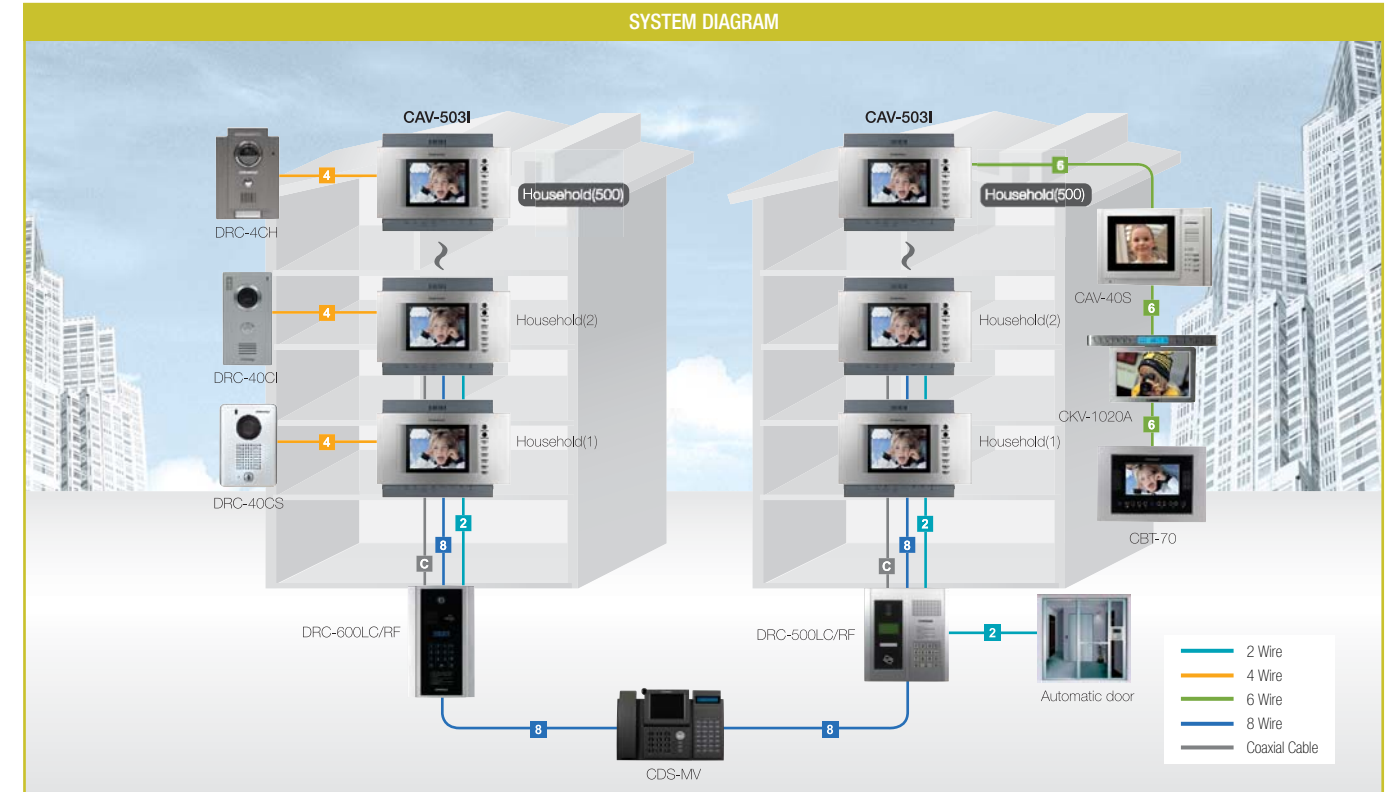 SYSTEM DIAGRAM
CAV-503I
CAV-503I
4
6
Household(500)
Household(500)
DRC-4CH
CAV-40S
4
6
Household(2)
Household(2)
DRC-40CI
CKV-1020A
4
6
Household(1)
Household(1)
DRC-40CS
2
2
8
8
CBT-70
C
C
DRC-600LC/RF
DRC-500LC/RF
2
2 Wire
4 Wire
Automatic door
6 Wire
8 Wire
8
8
Coaxial Cable
CDS-MV